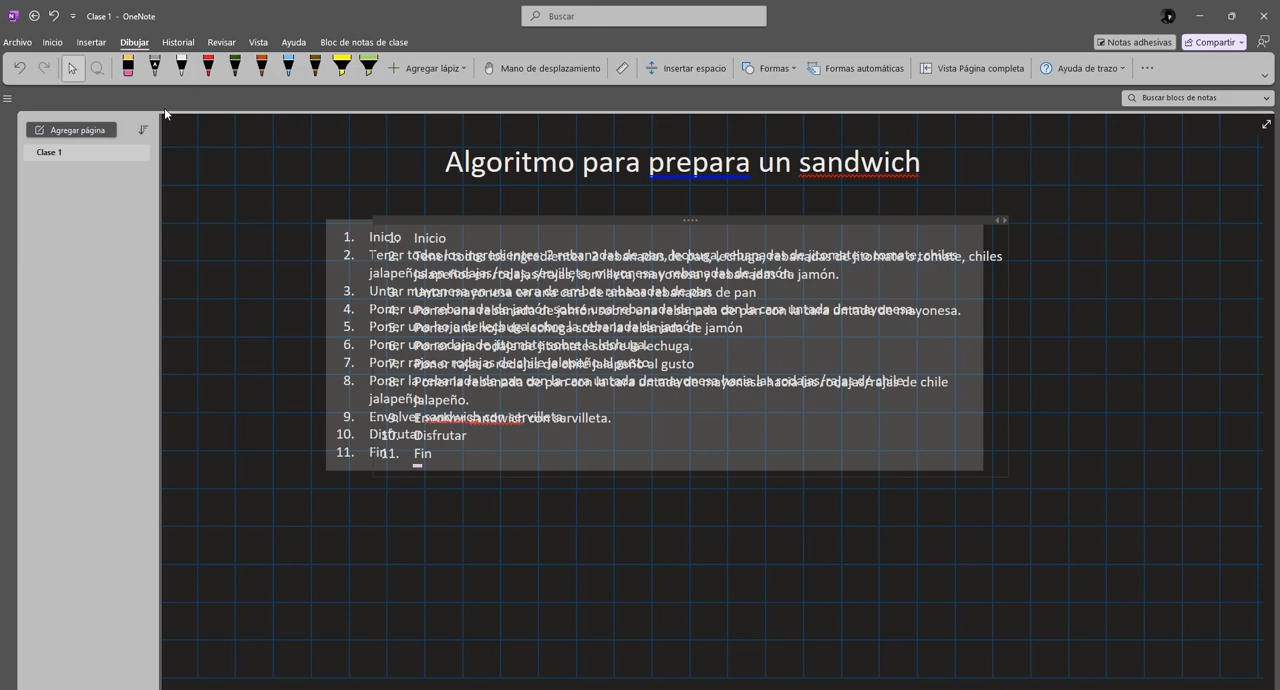 Clase 1 - OneNote
Buscar
Archivo Inicio Insertar Dibujar Historial Revisar Vista Ayuda Bloc de notas de clase
Notas adhesivas Compartir
Agregar lápiz Mano de desplazamiento Insertar espacio Formas Formas automáticas Vista Página completa Ayuda de trazo
Buscar blocs de notas
Agregar página
Clase 1
Algoritmo para prepara un sandwich
1. Inicio 1. Inicio
2. Tener todos los ingredientes: 2 rebanadas de pan, lechuga, rebanadas de jitomate o tomate, chiles
jalapeños en rodajas/rajas, servilleta, mayonesa y rebanadas de jamón.
3. Untar mayonesa en una cara de ambas rebanadas de pan
4. Poner una rebanada de jamón sobre una rebanada de pan con la cara untada de mayonesa.
5. Poner una hoja de lechuga sobre la rebanada de jamón
6. Poner una rodaja de jitomate sobre la lechuga.
7. Poner rajas o rodajas de chile jalapeño al gusto
8. Poner la rebanada de pan con la cara untada de mayonesa hacia las rodajas/rajas de chile
jalapeño.
9. Envolver sandwich con servilleta.
10. Disfrutar 10. Disfrutar
11. Fin 11. Fin